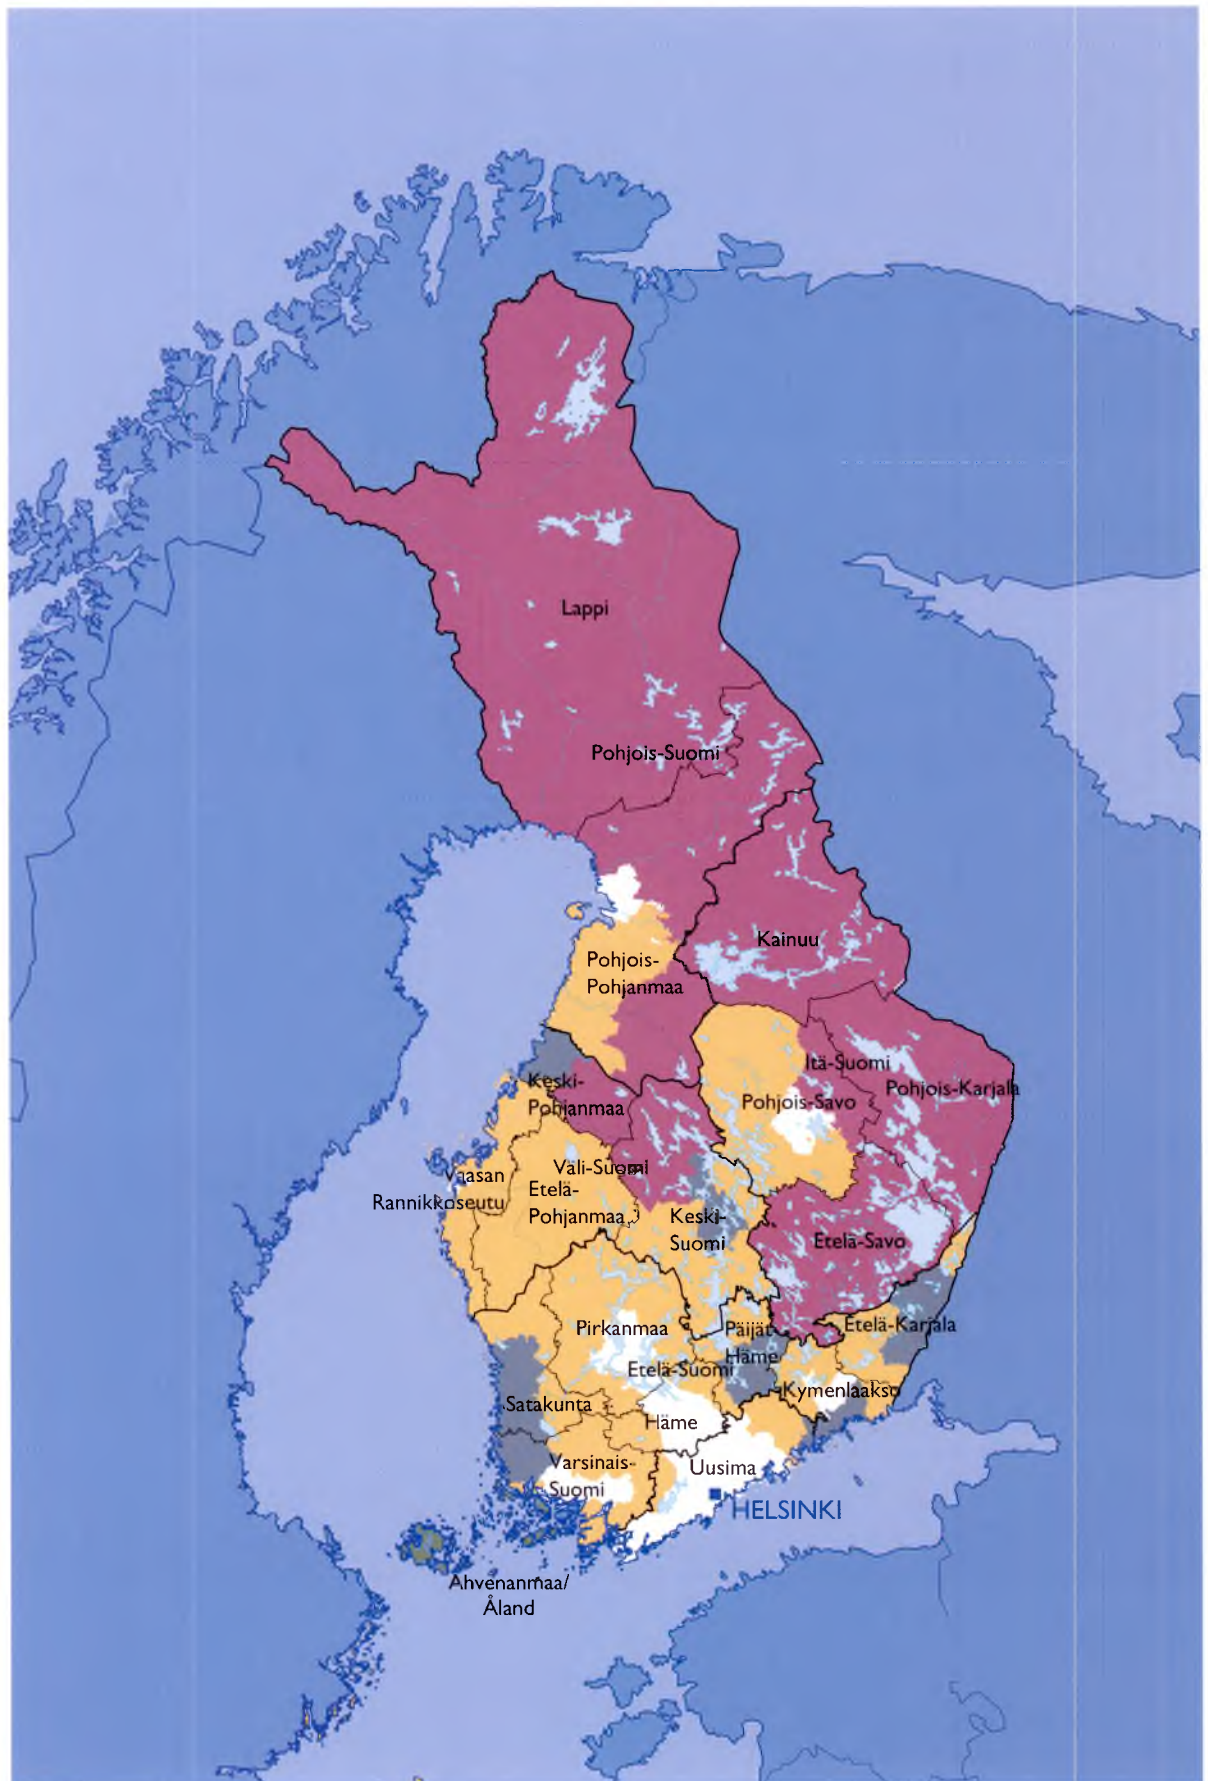 Lappi
Pohjois-Suomi
Kainuu
Pohjois-
Pohjanmaa
Itä-Suomi
Pohjois-Karjala
Keski-
Pohjanmaa
Pohjois-Savo
Väli-Suomi
Vaasan
Rannikkoseutu
Etelä-
Pohjanmaa
Keski-
Suomi
Etelä-Savo
Pirkanmaa
Päijät-
Häme
Etelä-Karjala
Etelä-Suomi
Kymenlaakso
Satakunta
Häme
Varsinais-
Suomi
Uusima
HELSINKI
Ahvenanmaa/
Åland